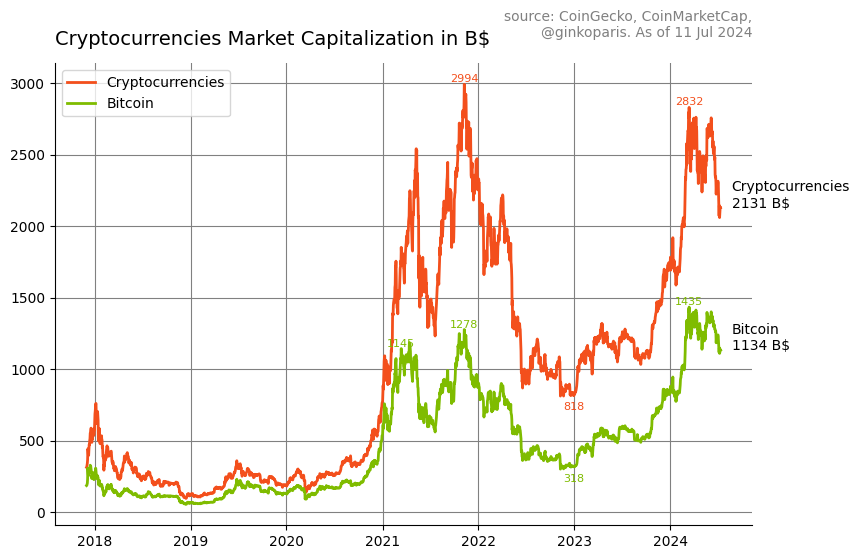 source: CoinGecko, CoinMarketCap,
@ginkoparis. As of 11 Jul 2024
Cryptocurrencies Market Capitalization in B$
Cryptocurrencies
Bitcoin
3000
2500
2000
1500
1000
500
0
2994
2832
1145
1278
1435
818
318
Cryptocurrencies
2131 B$
Bitcoin
1134 B$
2018
2019
2020
2021
2022
2023
2024